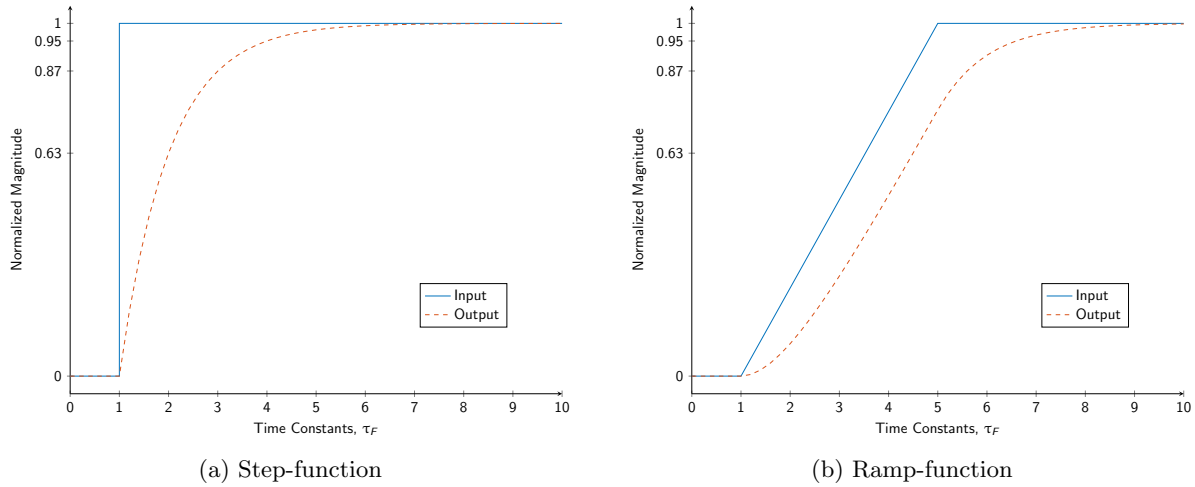 1
0.95
0.87
0.63
0
Normalized Magnitude
0 1 2 3 4 5 6 7 8 9 10
Time Constants, τF
Input
Output
(a) Step-function
1
0.95
0.87
0.63
0
Normalized Magnitude
0 1 2 3 4 5 6 7 8 9 10
Time Constants, τF
Input
Output
(b) Ramp-function